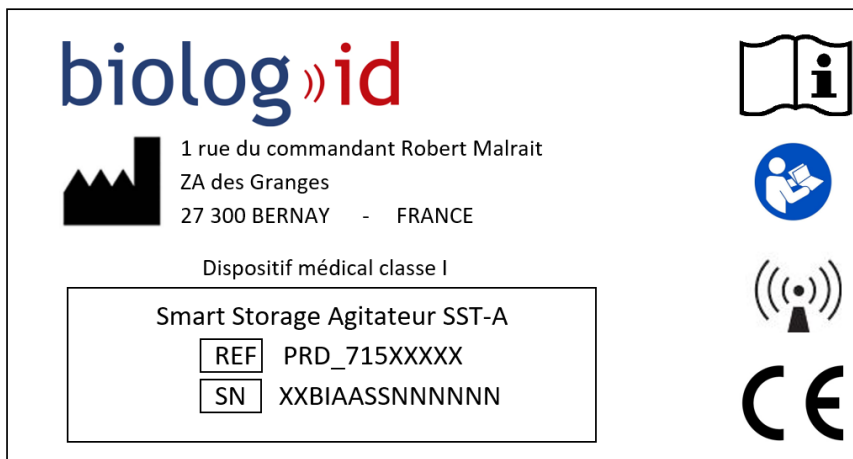 biolog id
1 rue du commandant Robert Malrait
ZA des Granges
27 300 BERNAY - FRANCE
Dispositif médical classe I
Smart Storage Agitateur SST-A
REF PRD_715XXXXX
SN XXBIAASSNNNNNN
CE